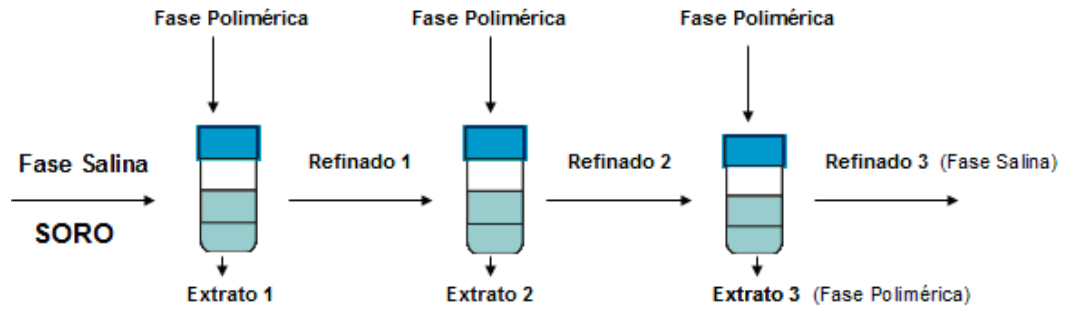 Fase Polimérica
Fase Polimérica
Fase Polimérica
Fase Salina
SORO
Refinado 1
Refinado 2
Refinado 3 (Fase Salina)
Extrato 1
Extrato 2
Extrato 3 (Fase Polimérica)